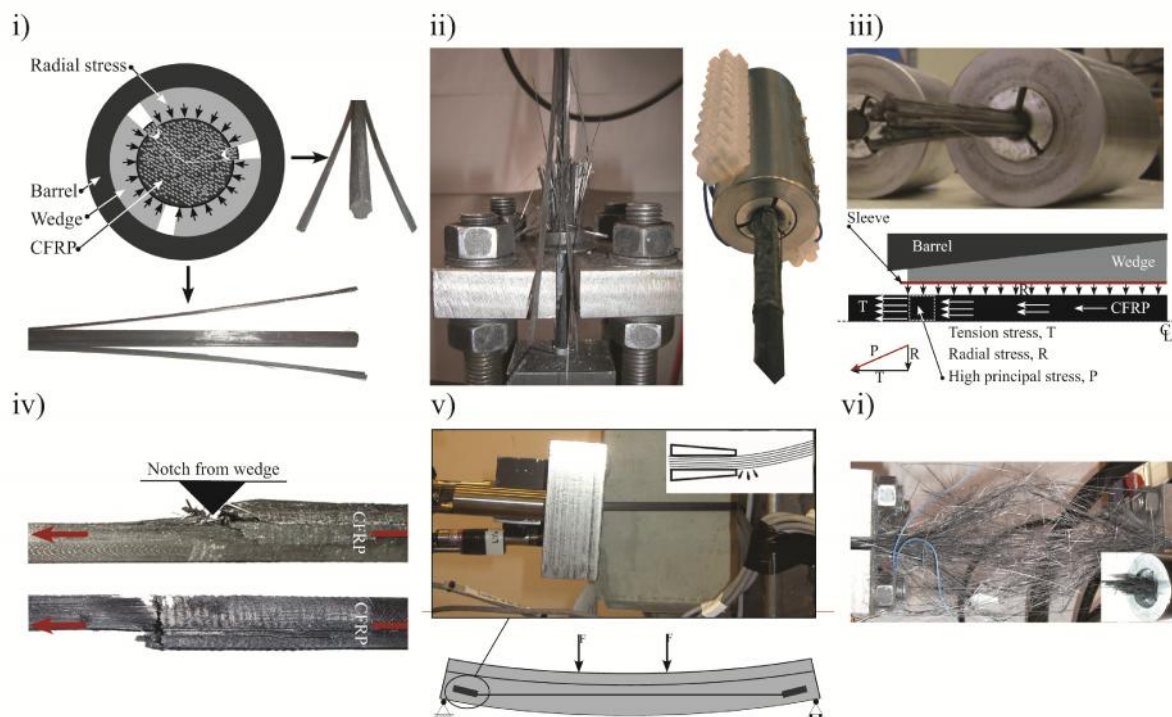 i)
Radial stress
Barrel
Wedge
CFRP
ii)
iii)
Sleeve
Barrel
Wedge
R
T
CFRP
Tension stress, T
Radial stress, R
High principal stress, P
P
R
T
CL
iv)
Notch from wedge
CFRP
CFRP
v)
F
F
vi)